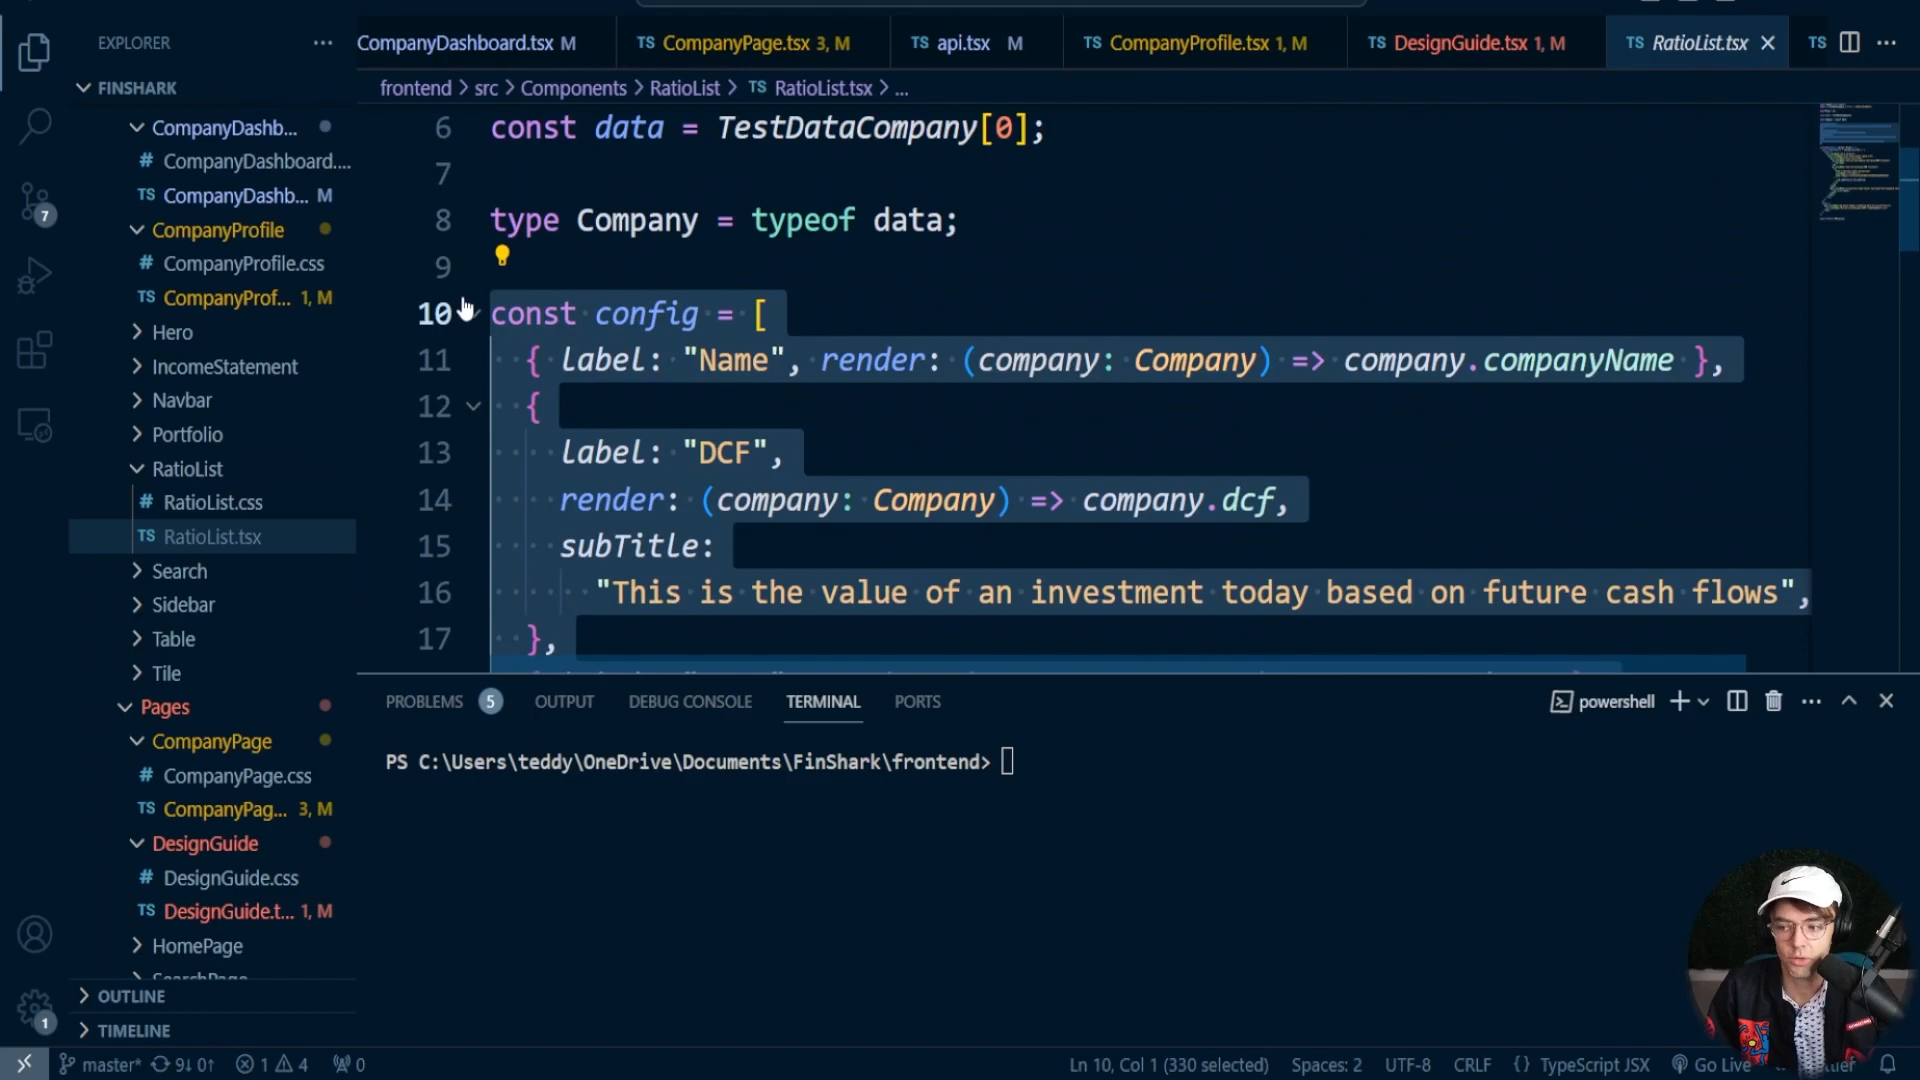 EXPLORER
FINSHARK
CompanyDashb...
# CompanyDashboard....
TS CompanyDashb... M
CompanyProfile
# CompanyProfile.css
TS CompanyProf... 1, M
Hero
IncomeStatement
Navbar
Portfolio
RatioList
# RatioList.css
TS RatioList.tsx
Search
Sidebar
Table
Tile
Pages
CompanyPage
# CompanyPage.css
TS CompanyPag... 3, M
DesignGuide
# DesignGuide.css
TS DesignGuide.t... 1, M
HomePage
SearchPage
OUTLINE
TIMELINE
7
1
CompanyDashboard.tsx M
TS CompanyPage.tsx 3, M
TS api.tsx M
TS CompanyProfile.tsx 1, M
TS DesignGuide.tsx 1, M
TS RatioList.tsx
TS
frontend > src > Components > RatioList > TS RatioList.tsx > ...
6 const data = TestDataCompany[0];
7
8 type Company = typeof data;
9
10 const config = [
11 { label: "Name", render: (company: Company) => company.companyName },
12 {
13 label: "DCF",
14 render: (company: Company) => company.dcf,
15 subTitle:
16 "This is the value of an investment today based on future cash flows",
17 },
PROBLEMS 5 OUTPUT DEBUG CONSOLE TERMINAL PORTS
powershell
PS C:\Users\teddy\OneDrive\Documents\FinShark\frontend>
master* 9↓ 0↑ 1 4 0
Ln 10, Col 1 (330 selected) Spaces: 2 UTF-8 CRLF {} TypeScript JSX Go Live